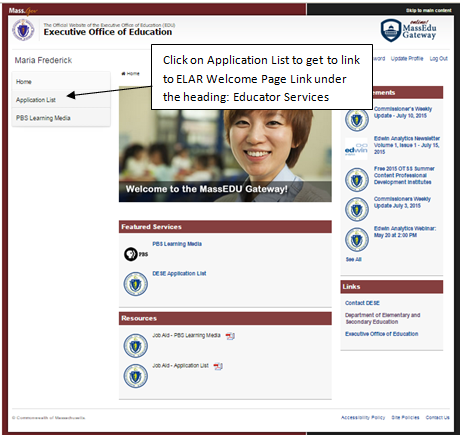 Mass.Gov
Skip to main content
The Official Website of the Executive Office of Education (EDU)
Executive Office of Education
online!
MassEdu
Gateway
Maria Frederick
Update Profile
Log Out
Home
Home
Application List
PBS Learning Media
Click on Application List to get to link
to ELAR Welcome Page Link under
the heading: Educator Services
Commissioner's Weekly
Update - July 10, 2015
edwin
Edwin Analytics Newsletter
Volume 1, Issue 1 - July 15,
2015
Free 2015 OTSS Summer
Content Professional
Development Institutes
Commissioners Weekly
Update July 3, 2015
Edwin Analytics Webinar:
May 20 at 2:00 PM
See All
Welcome to the MassEDU Gateway!
Featured Services
PBS
PBS Learning Media
DESE Application List
Resources
Job Aid - PBS Learning Media
Job Aid - Application List
Links
Contact DESE
Department of Elementary and
Secondary Education
Executive Office of Education
© Commonwealth of Massachusetts
Accessibility Policy
Site Policies
Contact Us